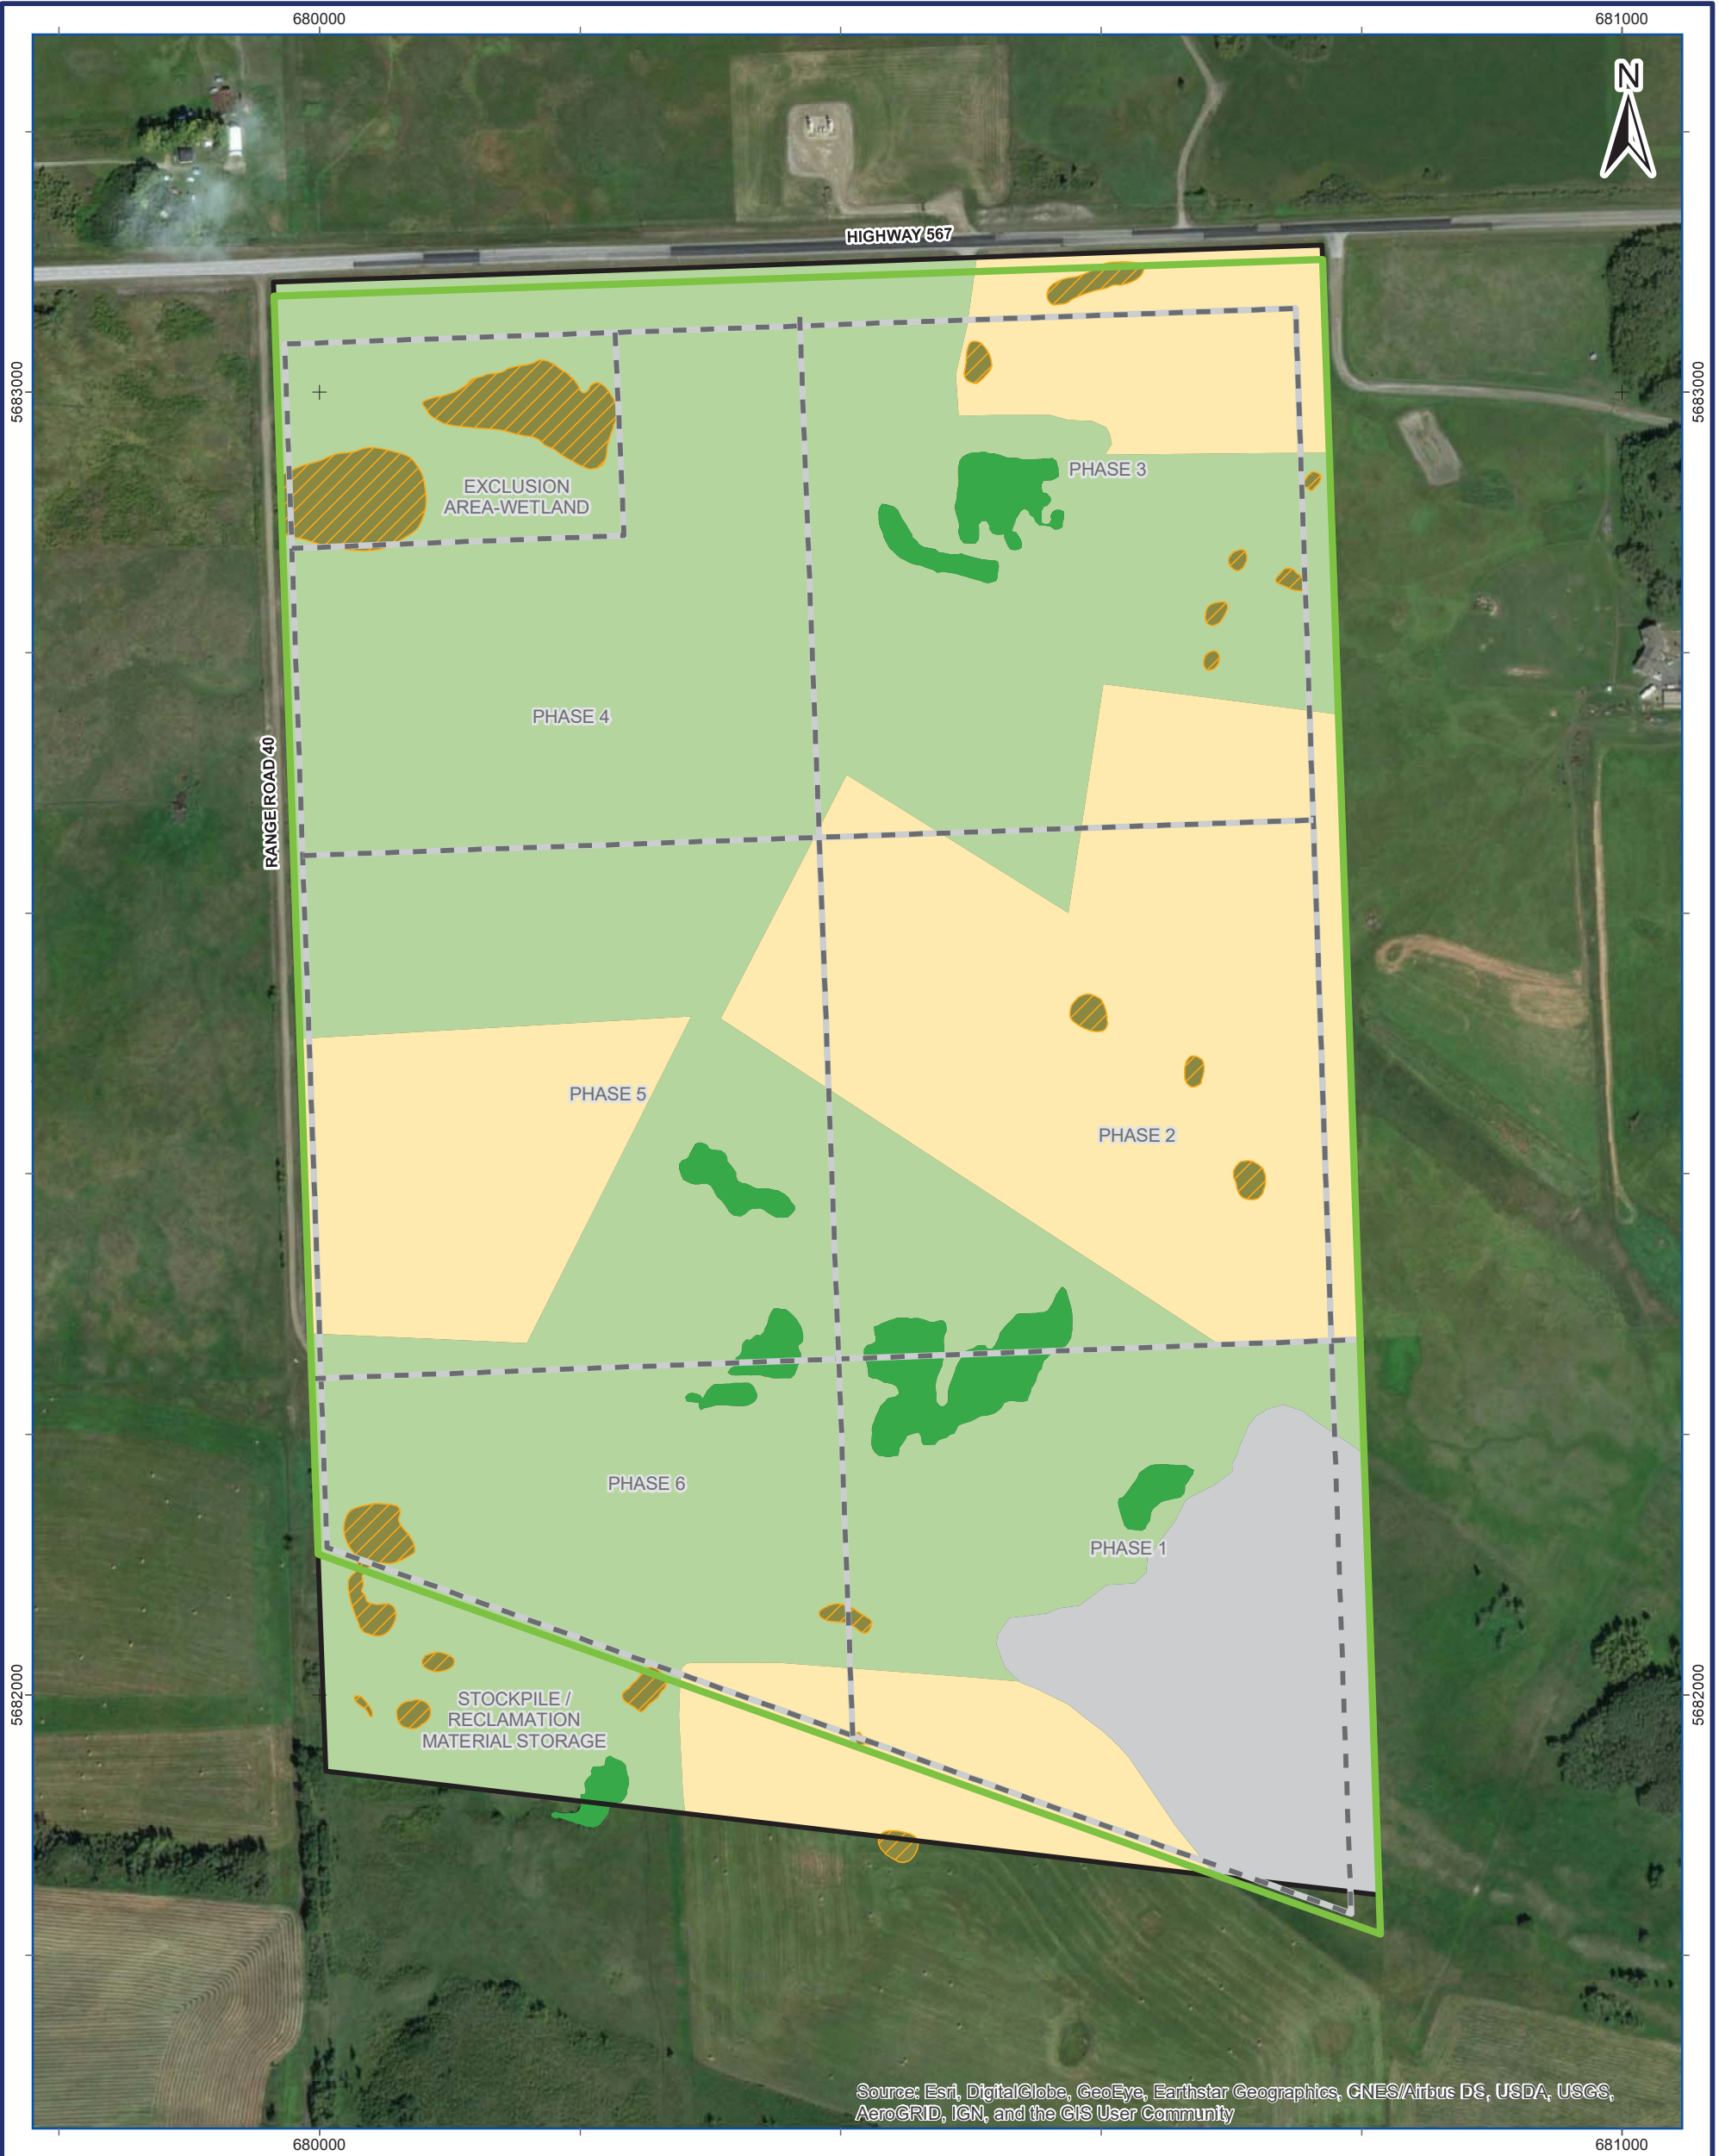 680000
681000
N
HIGHWAY 567
5683000
5683000
PHASE 3
EXCLUSION
AREA-WETLAND
PHASE 4
RANGE ROAD 40
PHASE 5
PHASE 2
PHASE 6
PHASE 1
5682000
5682000
STOCKPILE /
RECLAMATION
MATERIAL STORAGE
Source: Esri, DigitalGlobe, GeoEye, Earthstar Geographics, CNES/Airbus DS, USDA, USGS,
AeroGRID, IGN, and the GIS User Community
680000
681000